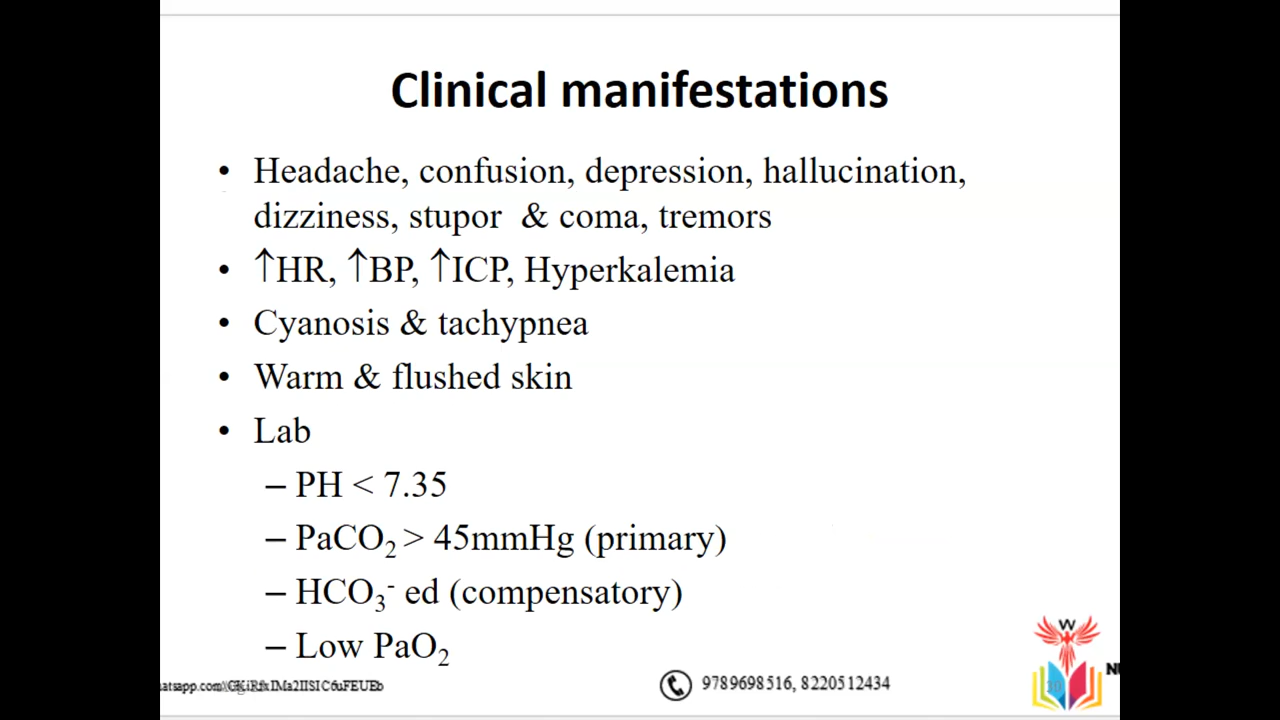 Clinical manifestations
• Headache, confusion, depression, hallucination,
dizziness, stupor & coma, tremors
• ↑HR, ↑BP, ↑ICP, Hyperkalemia
• Cyanosis & tachypnea
• Warm & flushed skin
• Lab
– PH < 7.35
– PaCO₂ > 45mmHg (primary)
– HCO₃⁻ ed (compensatory)
– Low PaO₂
W
9789698516, 8220512434